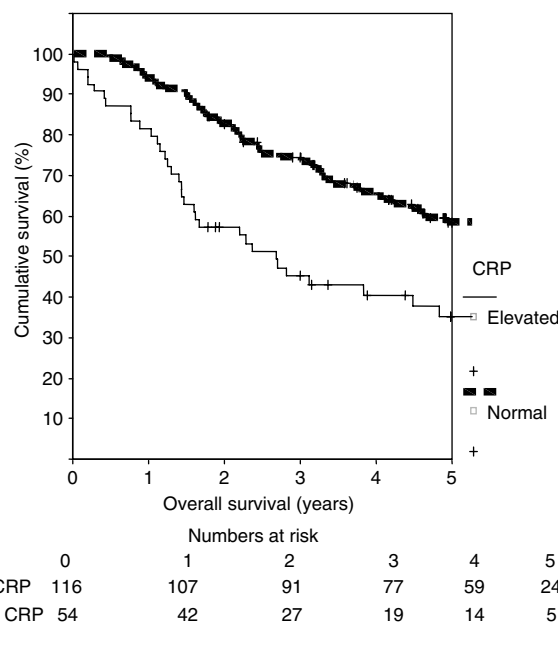 Cumulative survival (%)
100
90
80
70
60
50
40
30
20
10
0 1 2 3 4 5
Overall survival (years)
CRP
Elevated
Normal
Numbers at risk
0 1 2 3 4 5
CRP 116 107 91 77 59 24
CRP 54 42 27 19 14 5